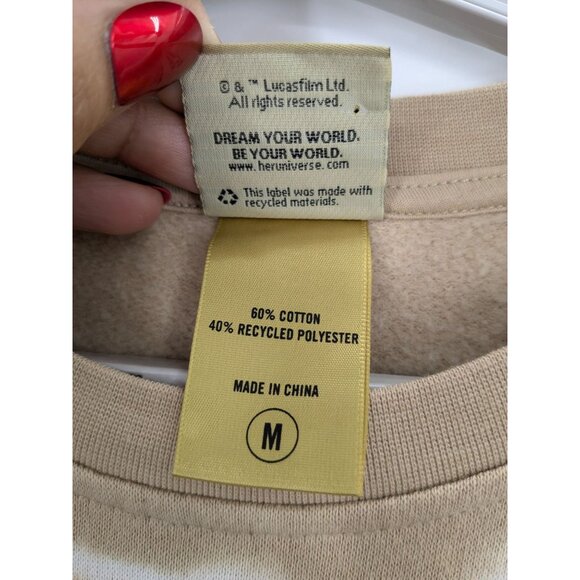 © & ™ Lucasfilm Ltd.
All rights reserved.
DREAM YOUR WORLD.
BE YOUR WORLD.
www.heruniverse.com
This label was made with
recycled materials.
60% COTTON
40% RECYCLED POLYESTER
MADE IN CHINA
M